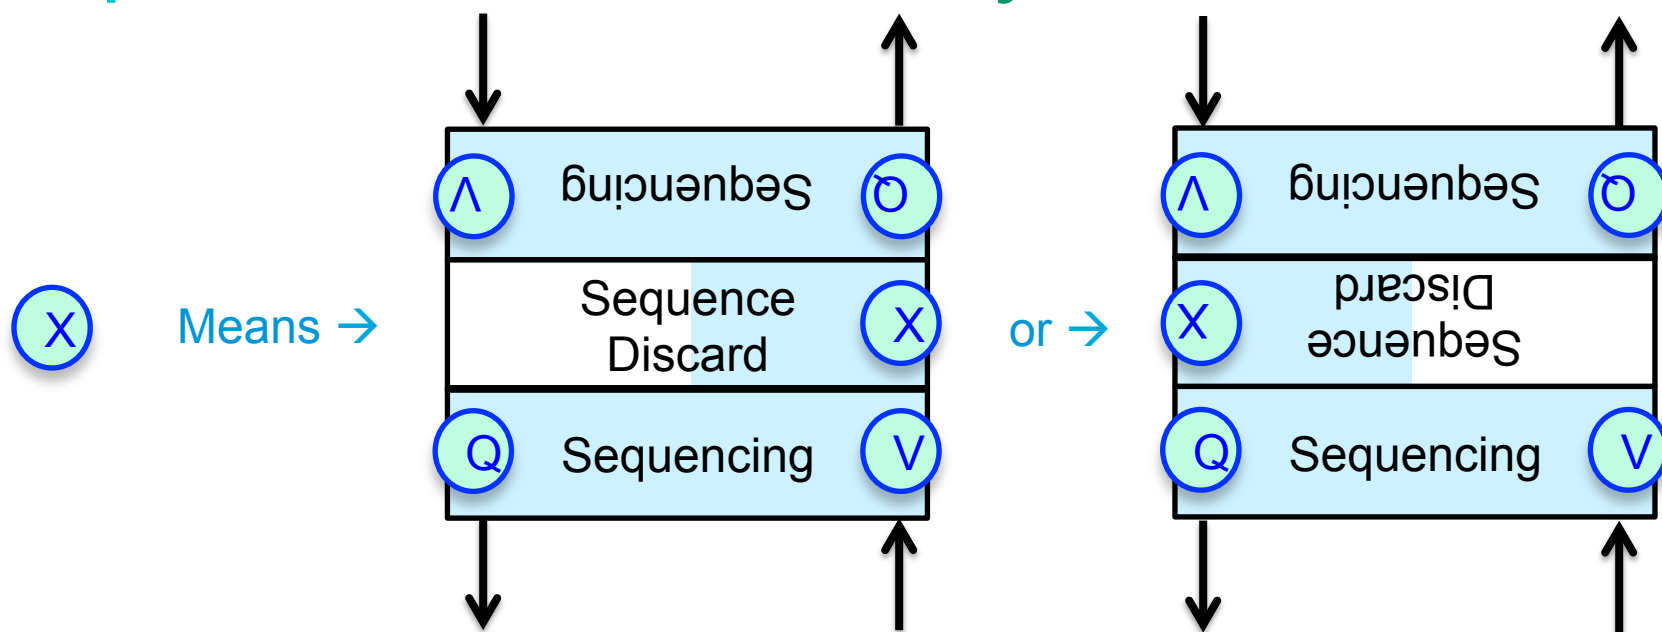 V Sequencing Q
V Sequencing Q
X Means → Sequence
Discard X or → X Sequence
Discard
Q Sequencing V
Q Sequencing V